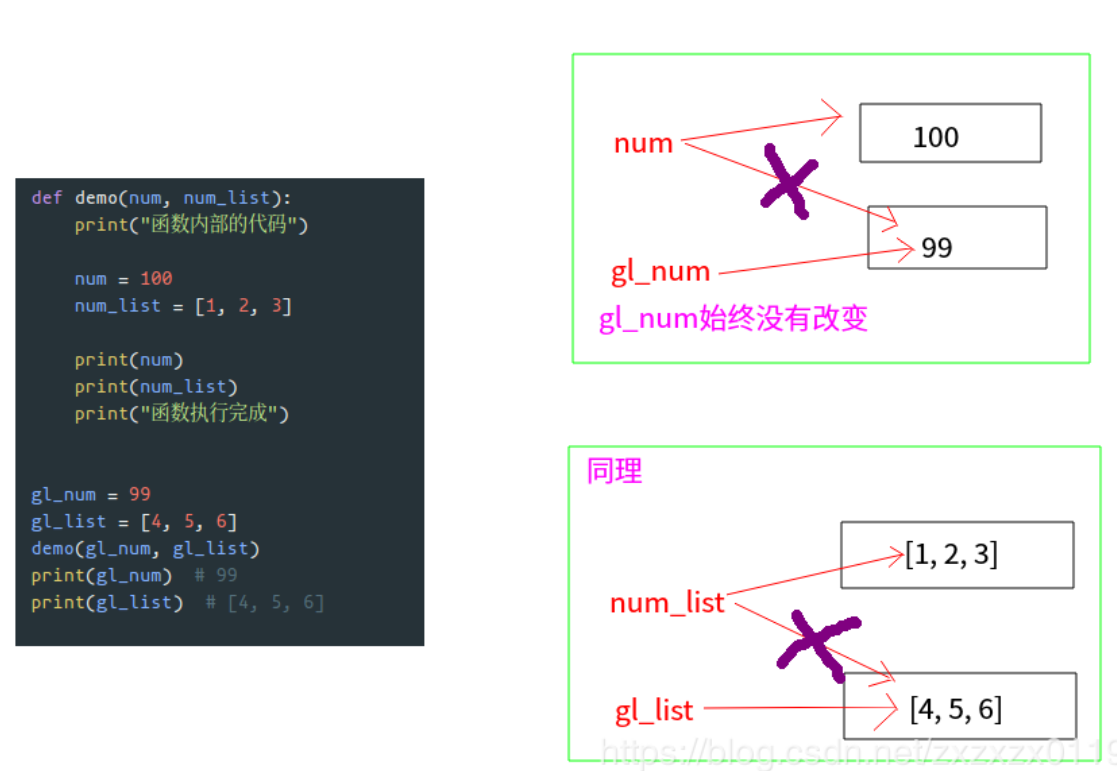 def demo(num, num_list):
    print("函数内部的代码")
    num = 100
    num_list = [1, 2, 3]
    print(num)
    print(num_list)
    print("函数执行完成")
gl_num = 99
gl_list = [4, 5, 6]
demo(gl_num, gl_list)
print(gl_num)  # 99
print(gl_list)  # [4, 5, 6]
num
100
99
gl_num
gl_num始终没有改变
同理
[1, 2, 3]
num_list
gl_list
[4, 5, 6]
https://blog.csdn.net/zxzxzx0119